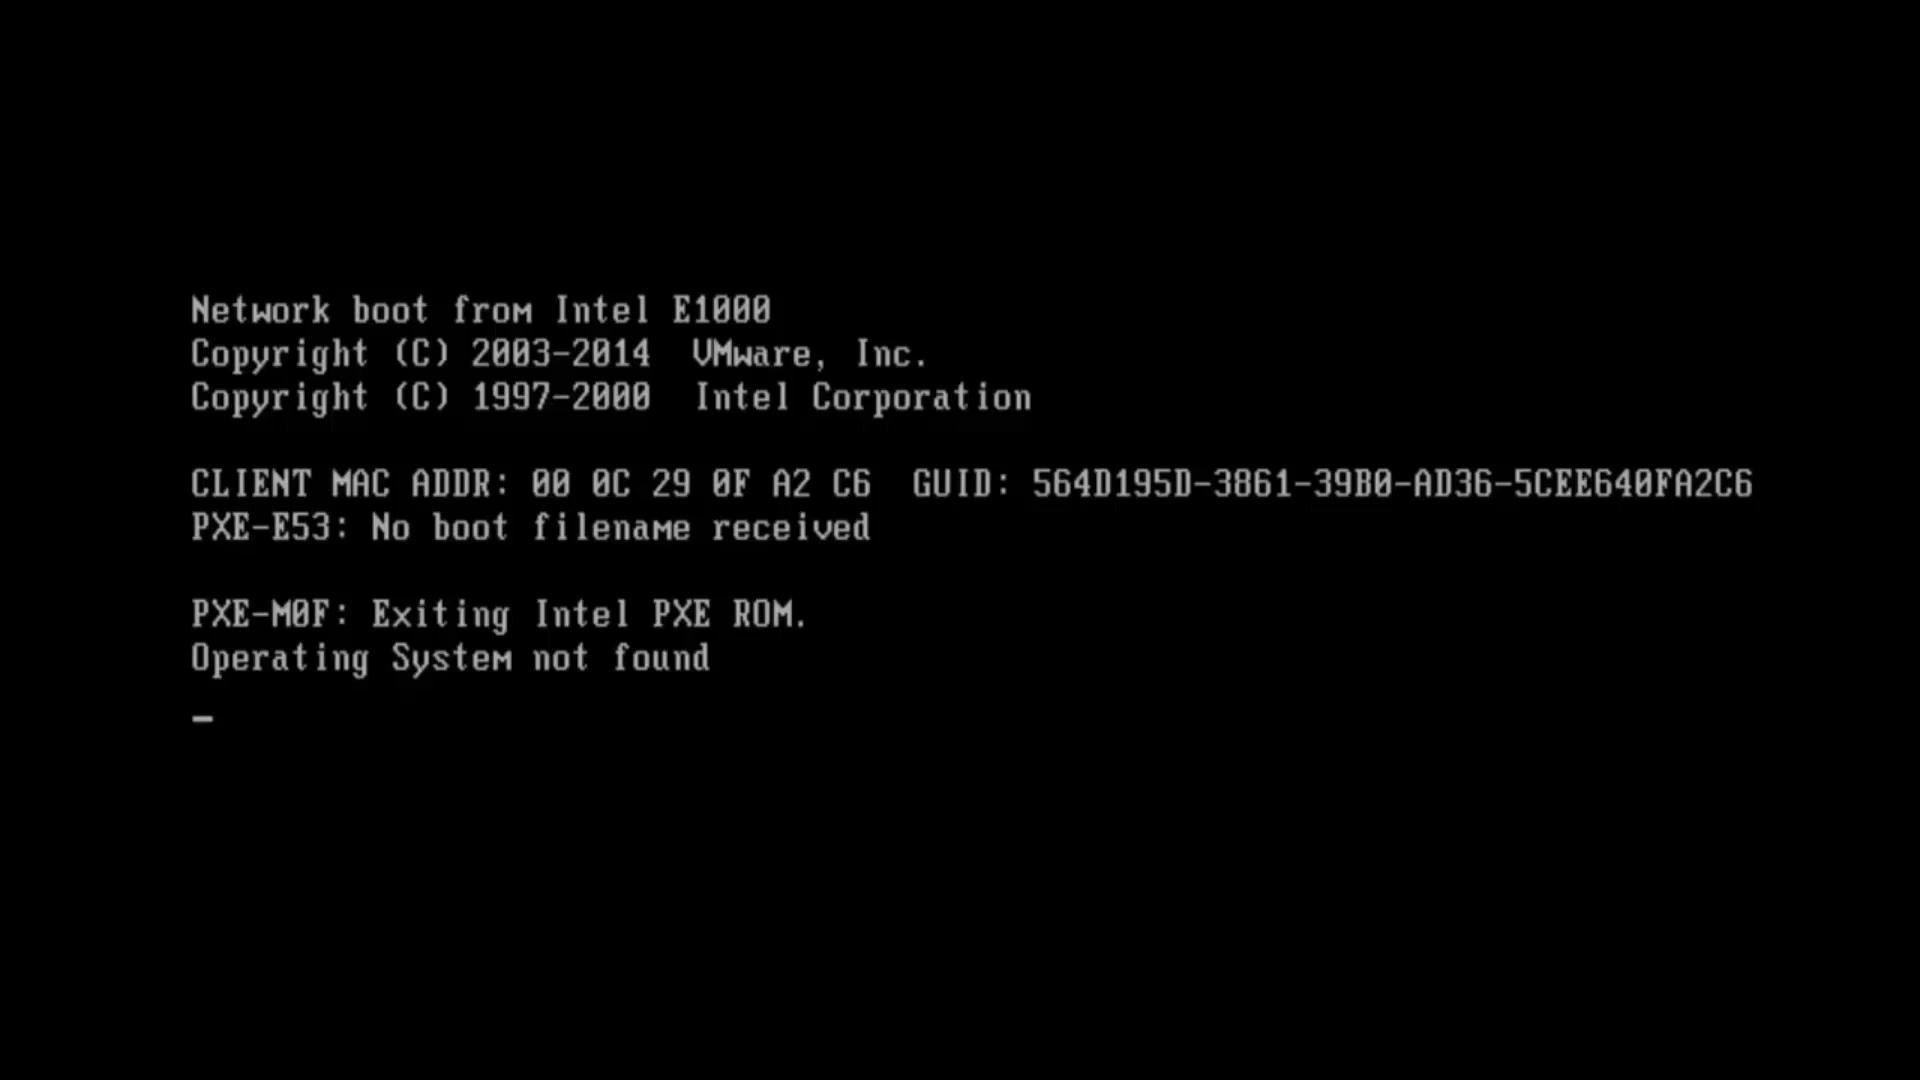 Network boot from Intel E1000
Copyright (C) 2003-2014  VMware, Inc.
Copyright (C) 1997-2000  Intel Corporation
CLIENT MAC ADDR: 00 0C 29 0F A2 C6  GUID: 564D195D-3861-39B0-AD36-5CEE640FA2C6
PXE-E53: No boot filename received
PXE-M0F: Exiting Intel PXE ROM.
Operating System not found